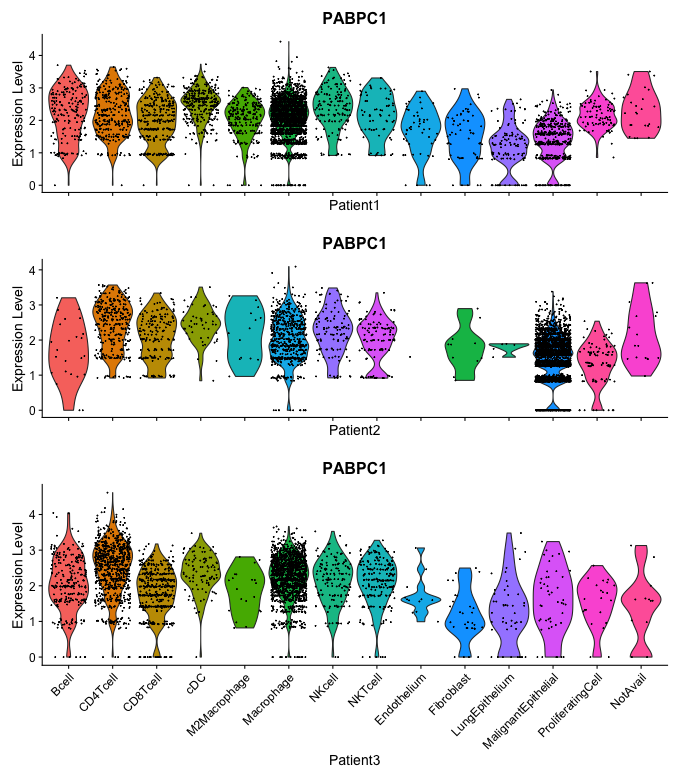 PABPC1
Expression Level
4
3
2
1
0
Patient1
PABPC1
Expression Level
4
3
2
1
0
Patient2
PABPC1
Expression Level
4
3
2
1
0
Bcell
CD4Tcell
CD8Tcell
cDC
M2Macrophage
Macrophage
NKcell
NKTcell
Endothelium
Fibroblast
LungEpithelium
MalignantEpithelial
ProliferatingCell
NotAvail
Patient3